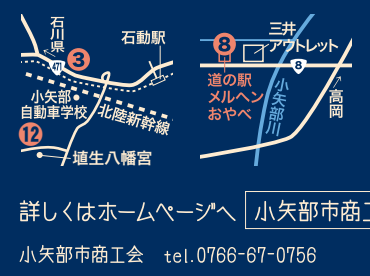 石川県
471
③
石動駅
小矢部
自動車学校
北陸新幹線
⑫
埴生八幡宮
⑧
三井
アウトレット
8
道の駅
メルヘン
おやべ
小矢部川
高岡
詳しくはホームページへ
小矢部市商工
小矢部市商工会 tel.0766-67-0756